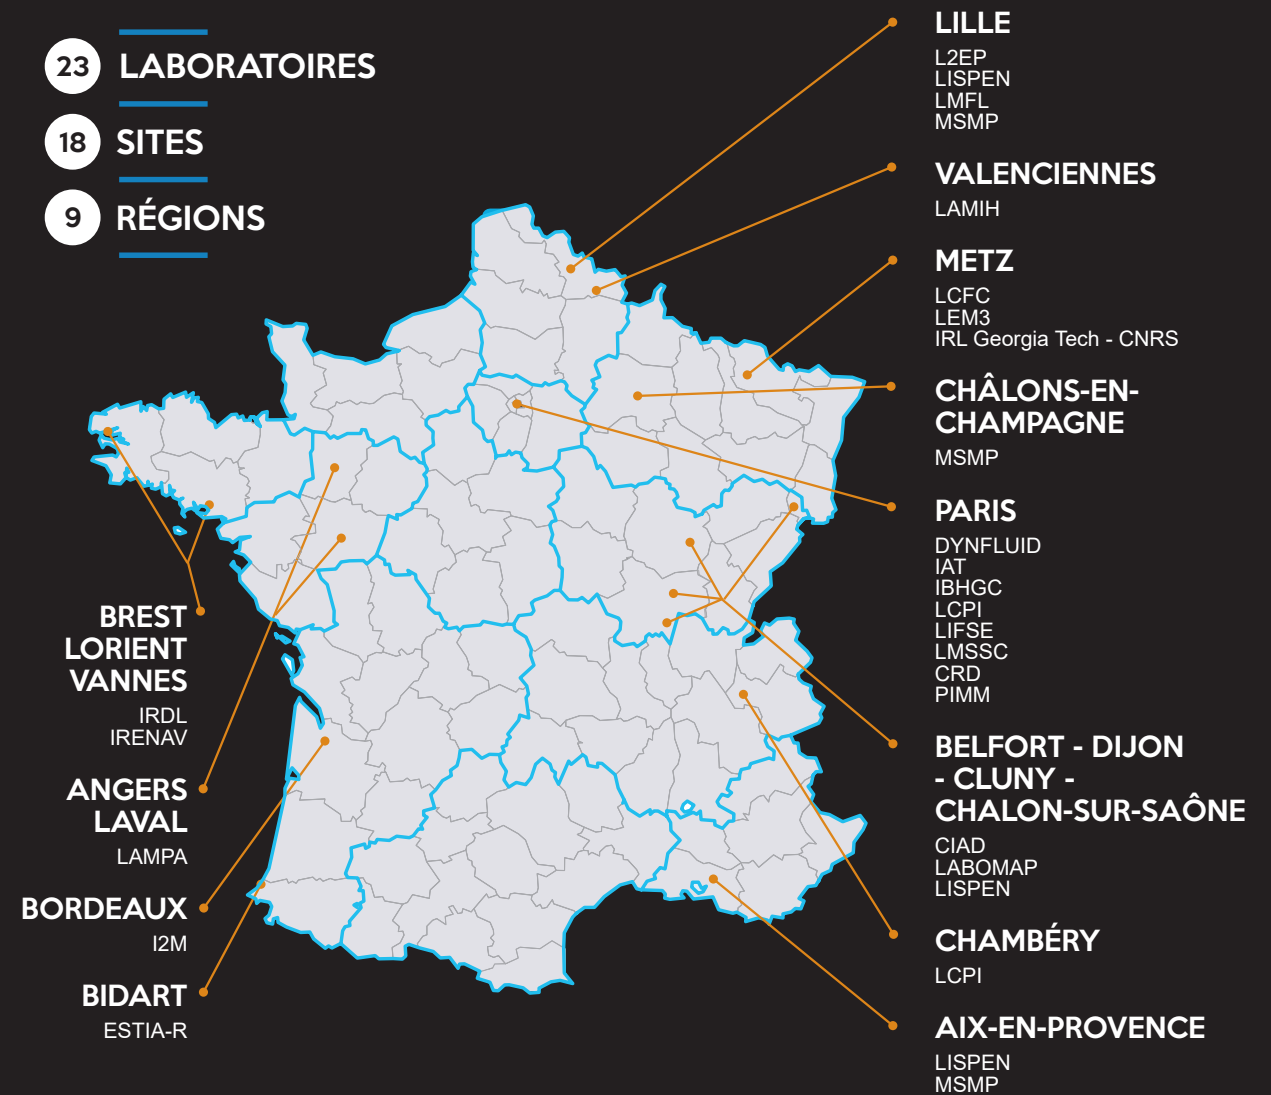 23 LABORATOIRES
18 SITES
9 RÉGIONS
LILLE
L2EP
LISPEN
LMFL
MSMP
VALENCIENNES
LAMIH
METZ
LCFC
LEM3
IRL Georgia Tech - CNRS
CHÂLONS-EN-
CHAMPAGNE
MSMP
PARIS
DYNFLUID
IAT
IBHGC
LCPI
LIFSE
LMSSC
CRD
PIMM
BELFORT - DIJON
- CLUNY -
CHALON-SUR-SAÔNE
CIAD
LABOMAP
LISPEN
CHAMBÉRY
LCPI
AIX-EN-PROVENCE
LISPEN
MSMP
BREST
LORIENT
VANNES
IRDL
IRENAV
ANGERS
LAVAL
LAMPA
BORDEAUX
I2M
BIDART
ESTIA-R